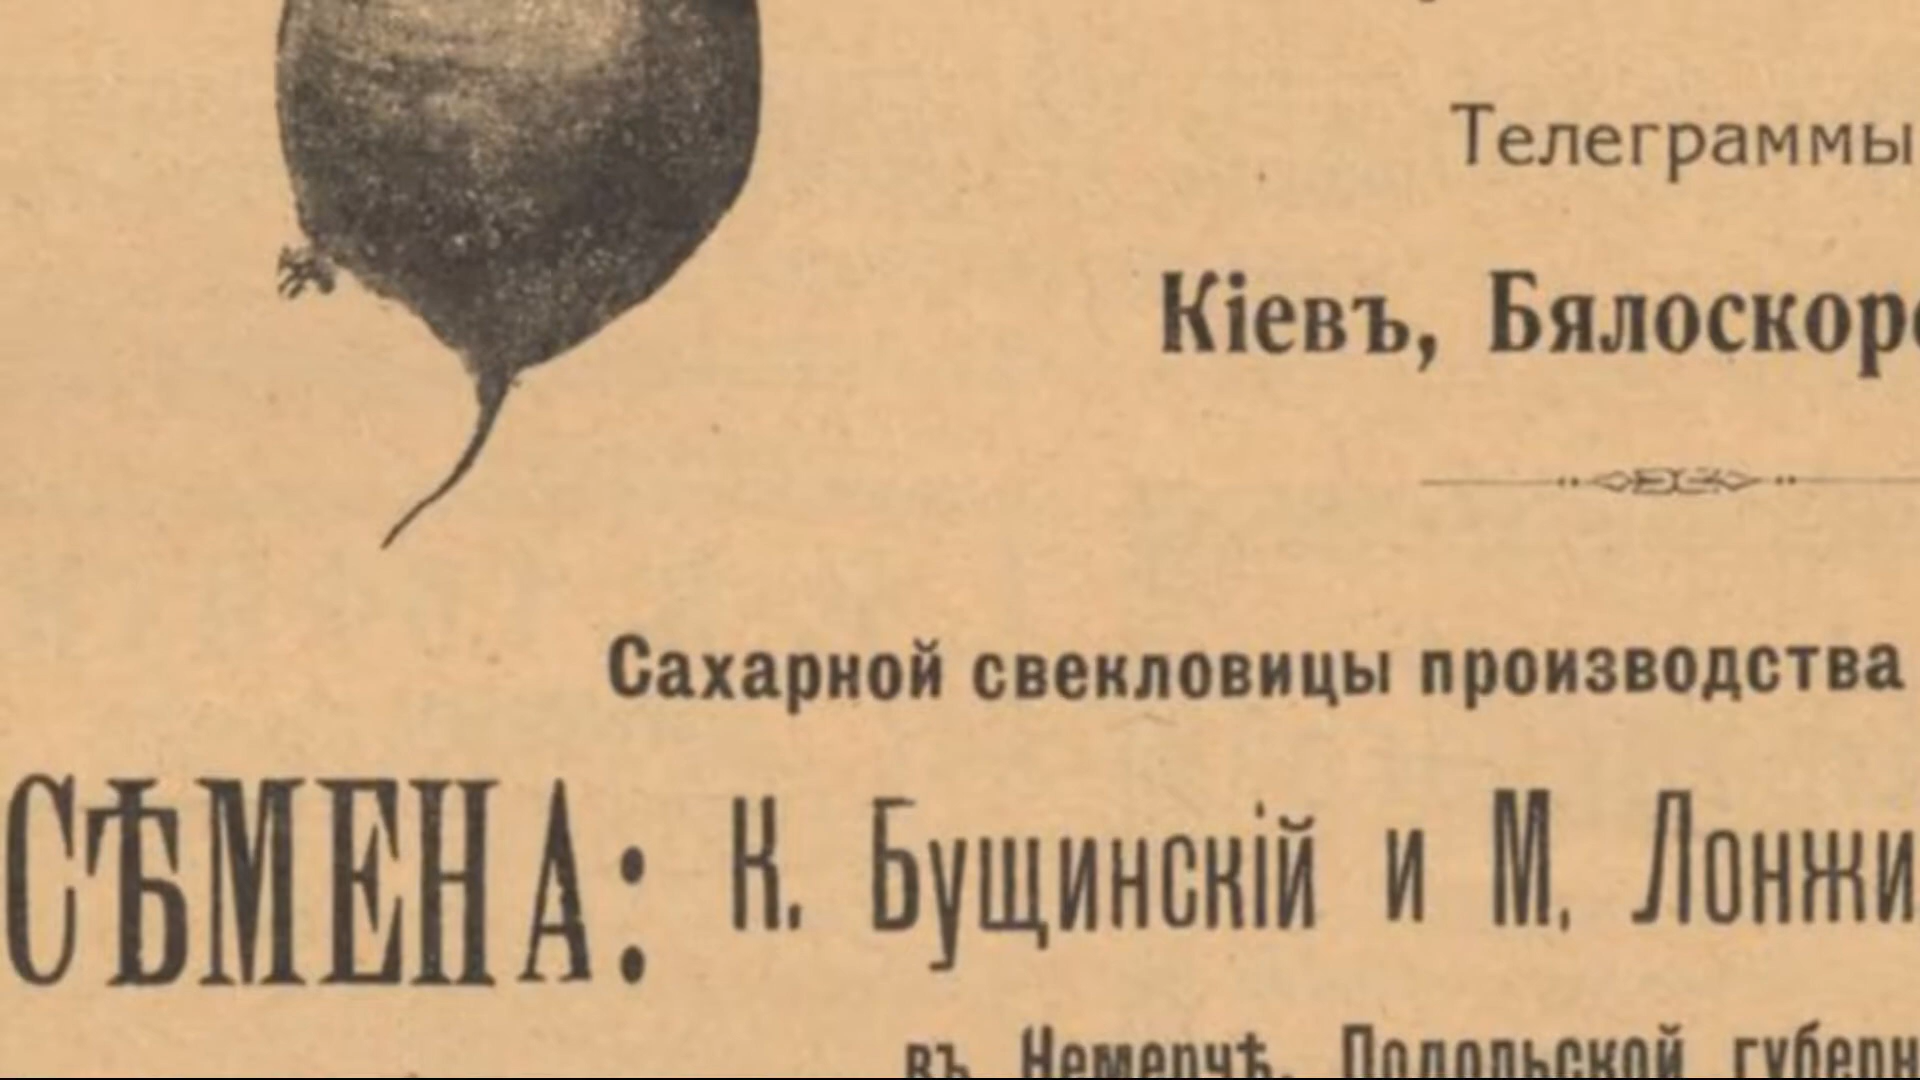 Телеграммы
Кіевъ, Бялоскор
Сахарной свекловицы производства
СѢМЕНА: К. Бущинскій и М. Лонжи
въ Немерчѣ, Подольской губерн